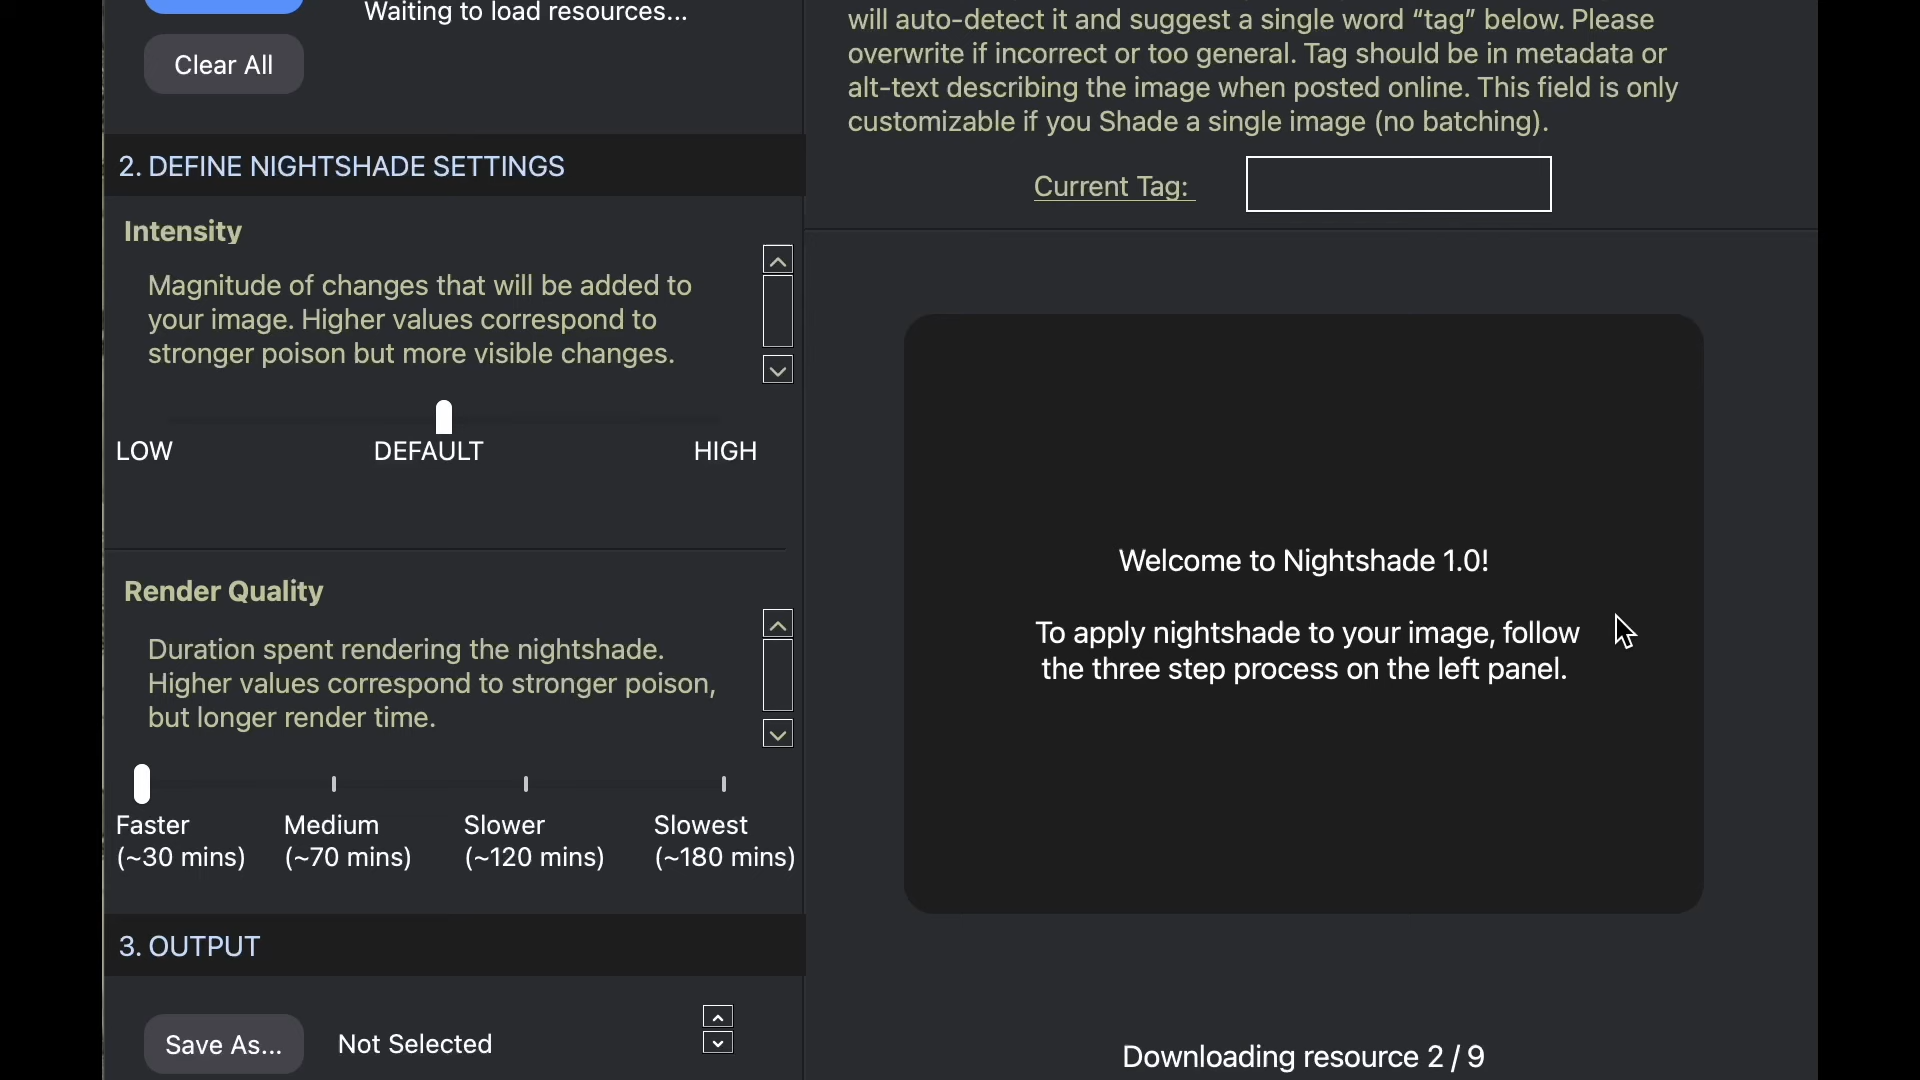 Waiting to load resources...
Clear All
2. DEFINE NIGHTSHADE SETTINGS
Intensity
Magnitude of changes that will be added to
your image. Higher values correspond to
stronger poison but more visible changes.
LOW DEFAULT HIGH
Render Quality
Duration spent rendering the nightshade.
Higher values correspond to stronger poison,
but longer render time.
Faster Medium Slower Slowest
(~30 mins) (~70 mins) (~120 mins) (~180 mins)
3. OUTPUT
Save As... Not Selected
will auto-detect it and suggest a single word “tag” below. Please
overwrite if incorrect or too general. Tag should be in metadata or
alt-text describing the image when posted online. This field is only
customizable if you Shade a single image (no batching).
Current Tag:
Welcome to Nightshade 1.0!
To apply nightshade to your image, follow
the three step process on the left panel.
Downloading resource 2 / 9